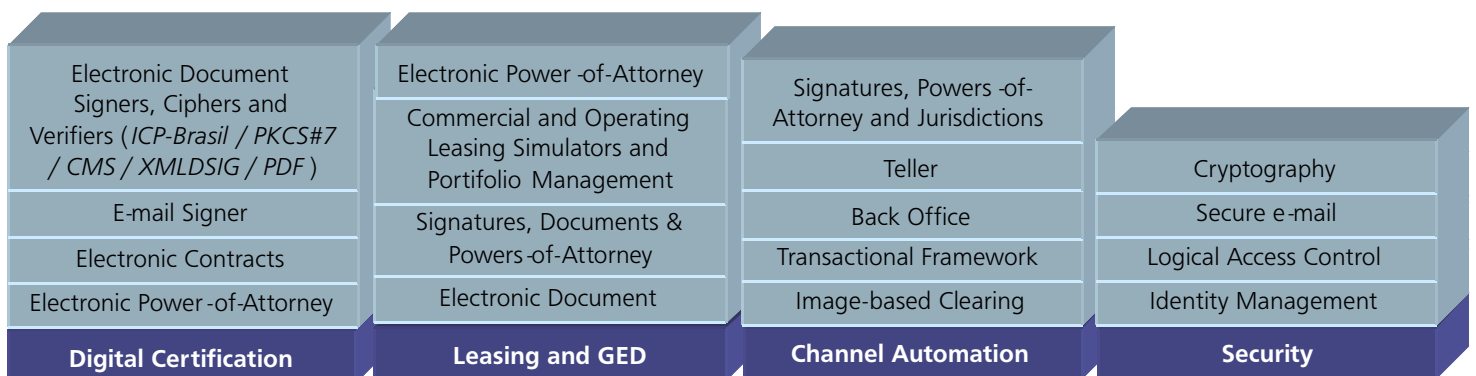 Electronic Document
Signers, Ciphers and
Verifiers ( ICP-Brasil / PKCS#7
/ CMS / XMLDSIG / PDF )
E-mail Signer
Electronic Contracts
Electronic Power-of-Attorney
Digital Certification
Electronic Power-of-Attorney
Commercial and Operating
Leasing Simulators and
Portifolio Management
Signatures, Documents &
Powers-of-Attorney
Electronic Document
Leasing and GED
Signatures, Powers-of-
Attorney and Jurisdictions
Teller
Back Office
Transactional Framework
Image-based Clearing
Channel Automation
Cryptography
Secure e-mail
Logical Access Control
Identity Management
Security